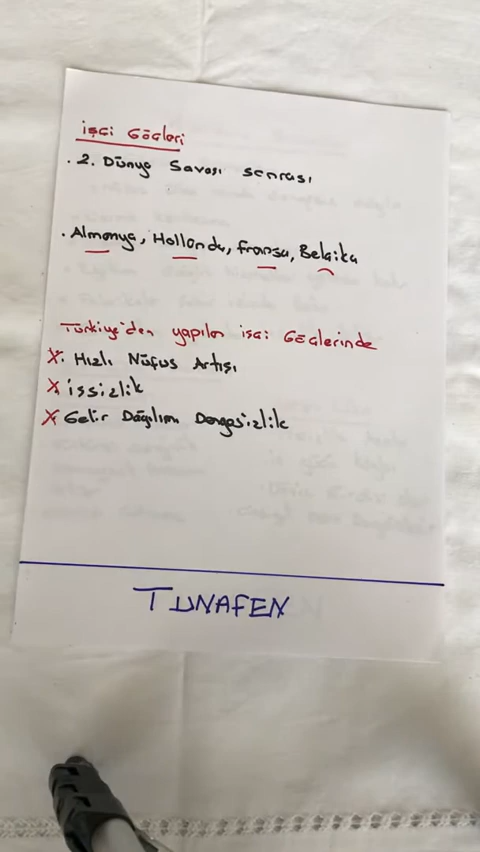 işçi Göçleri
. 2. Dünya Savaşı sonrası
. Almanya, Hollanda, Fransa, Belçika
Türkiye'den yapılan işçi Göçlerinde
X. Hızlı Nüfus Artışı
X işsizlik
X Gelir Dağılımı Dengesizlik
TUNAFEN